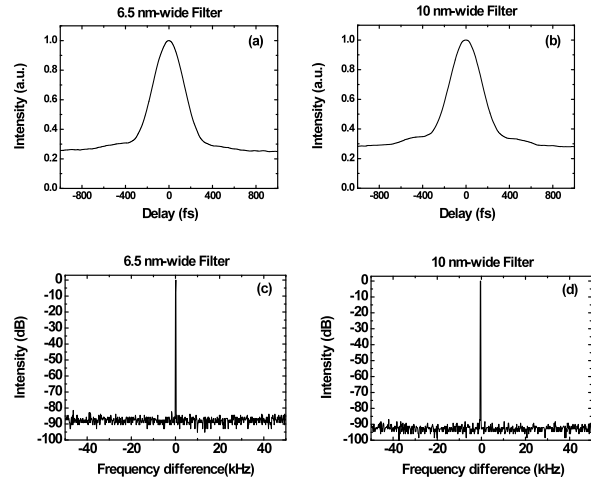 6.5 nm-wide Filter
(a)
Intensity (a.u.)
1.0
0.8
0.6
0.4
0.2
0.0
-800 -400 0 400 800
Delay (fs)
10 nm-wide Filter
(b)
Intensity (a.u.)
1.0
0.8
0.6
0.4
0.2
0.0
-800 -400 0 400 800
Delay (fs)
6.5 nm-wide Filter
(c)
Intensity (dB)
0
-10
-20
-30
-40
-50
-60
-70
-80
-90
-100
-40 -20 0 20 40
Frequency difference(kHz)
10 nm-wide Filter
(d)
Intensity (dB)
0
-10
-20
-30
-40
-50
-60
-70
-80
-90
-100
-40 -20 0 20 40
Frequency difference (kHz)